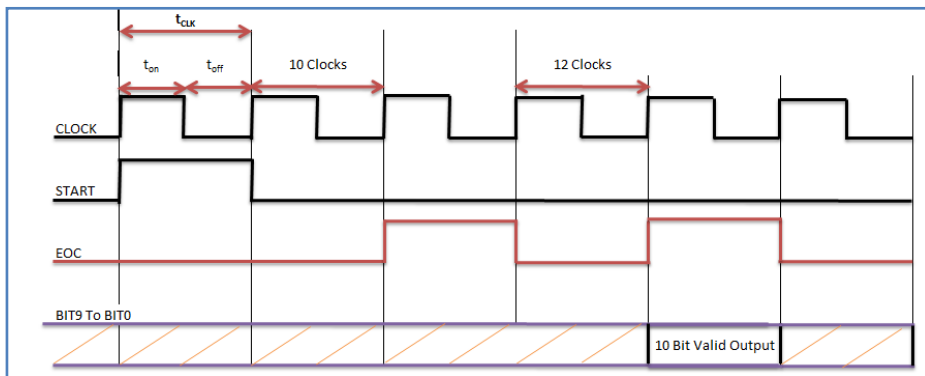 tCLK
ton toff 10 Clocks 12 Clocks
CLOCK
START
EOC
BIT9 To BIT0
10 Bit Valid Output